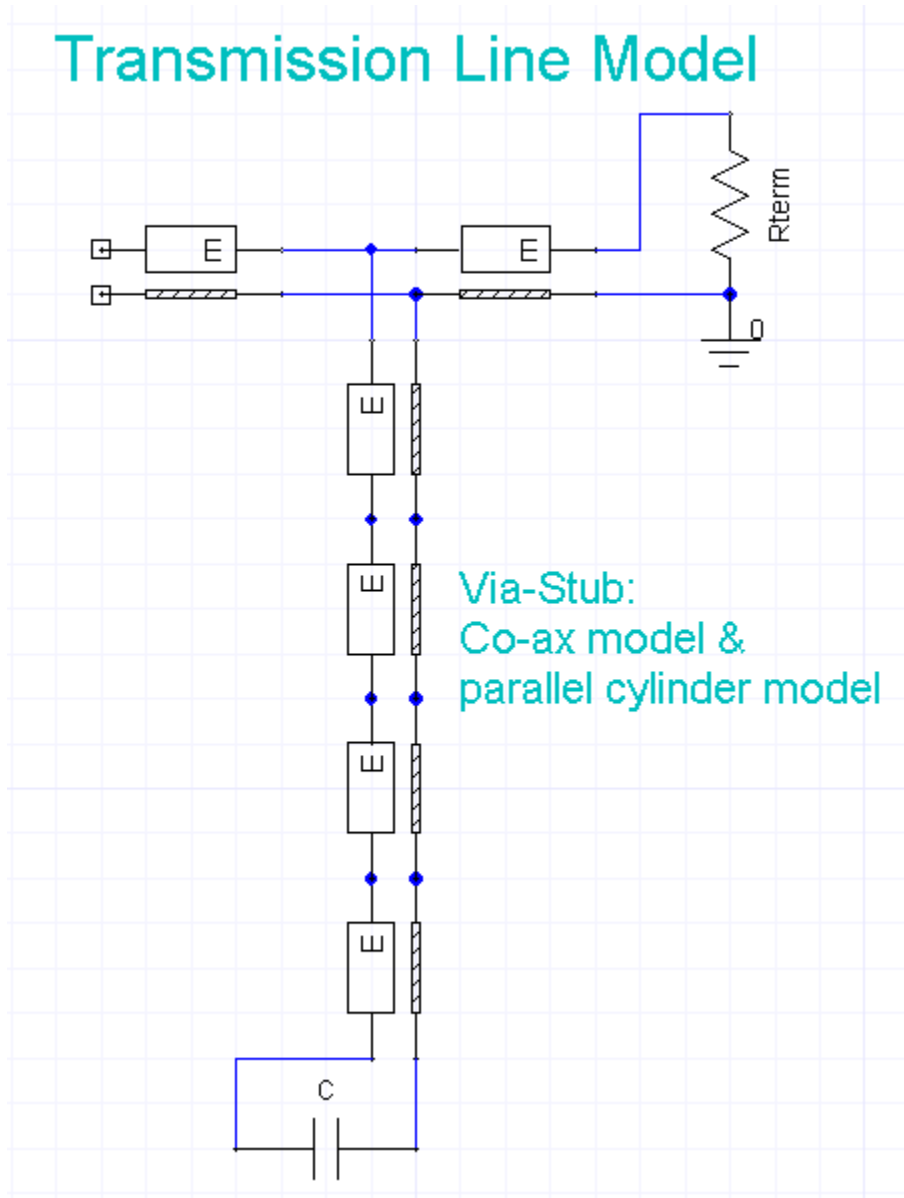 Transmission Line Model
Rterm
E
E
0
E
E
Via-Stub:
Co-ax model &
parallel cylinder model
E
E
C